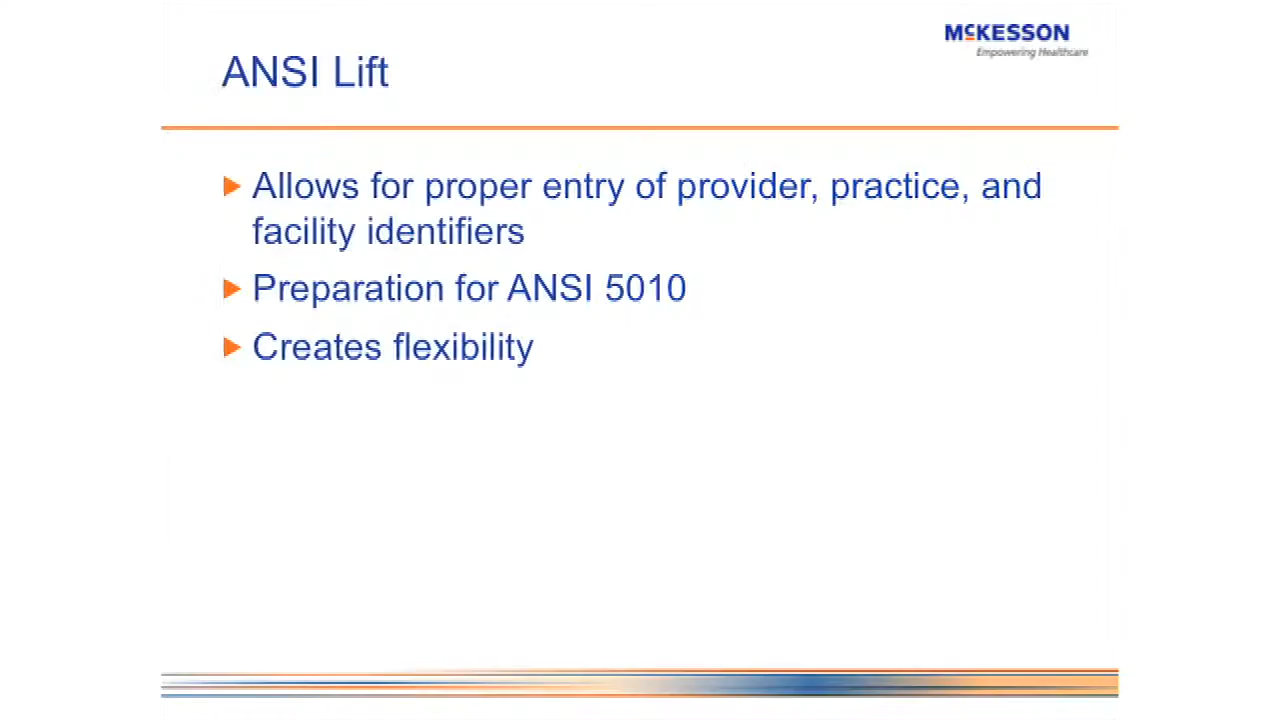 McKESSON
Empowering Healthcare
ANSI Lift
Allows for proper entry of provider, practice, and
facility identifiers
Preparation for ANSI 5010
Creates flexibility